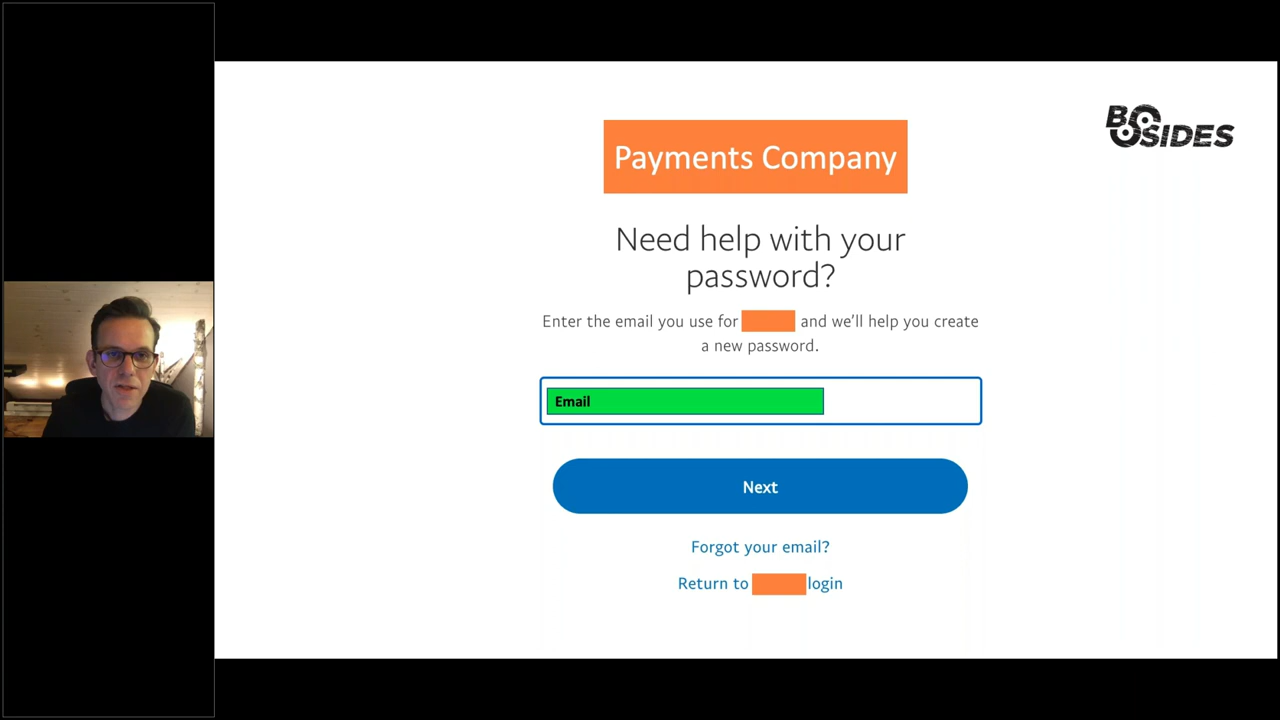 BSIDES
Payments Company
Need help with your
password?
Enter the email you use for and we'll help you create
a new password.
Email
Next
Forgot your email?
Return to login